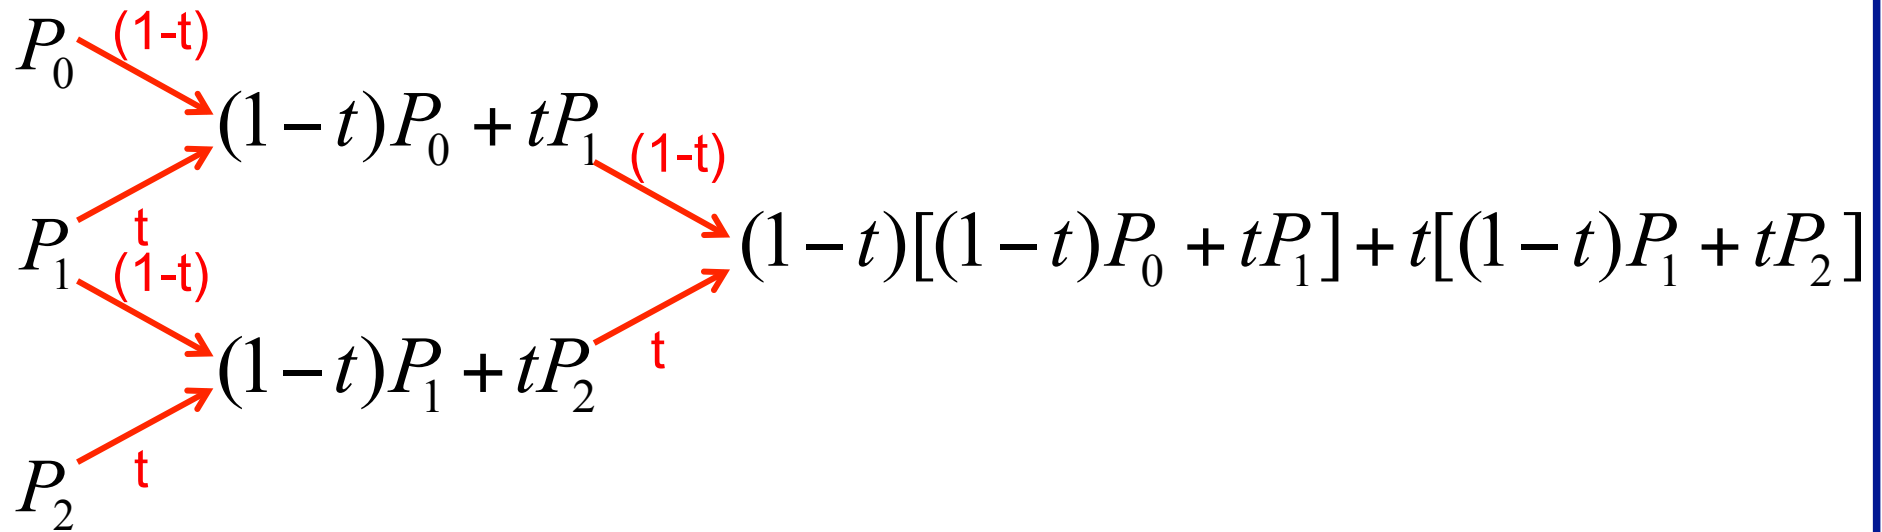 P₀ (1-t)
(1 − t)P₀ + tP₁ (1-t)
P₁ t
(1-t)
(1 − t)[(1 − t)P₀ + tP₁] + t[(1 − t)P₁ + tP₂]
(1 − t)P₁ + tP₂ t
P₂ t